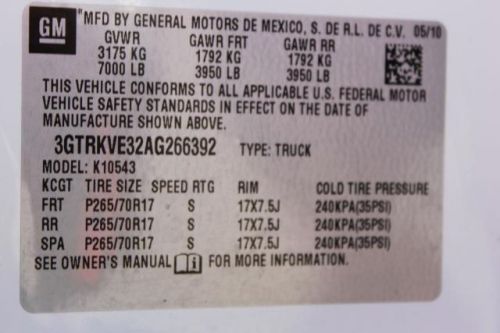 GM "MFD BY GENERAL MOTORS DE MEXICO, S. DE R.L. DE C.V. 05/10
GVWR GAWR FRT GAWR RR
3175 KG 1792 KG 1792 KG
7000 LB 3950 LB 3950 LB
THIS VEHICLE CONFORMS TO ALL APPLICABLE U.S. FEDERAL MOTOR
VEHICLE SAFETY STANDARDS IN EFFECT ON THE DATE OF
MANUFACTURE SHOWN ABOVE.
3GTRKVE32AG266392 TYPE: TRUCK
MODEL: K10543
KCGT TIRE SIZE SPEED RTG RIM COLD TIRE PRESSURE
FRT P265/70R17 S 17X7.5J 240KPA(35PSI)
RR P265/70R17 S 17X7.5J 240KPA(35PSI)
SPA P265/70R17 S 17X7.5J 240KPA(35PSI)
SEE OWNER'S MANUAL FOR MORE INFORMATION.